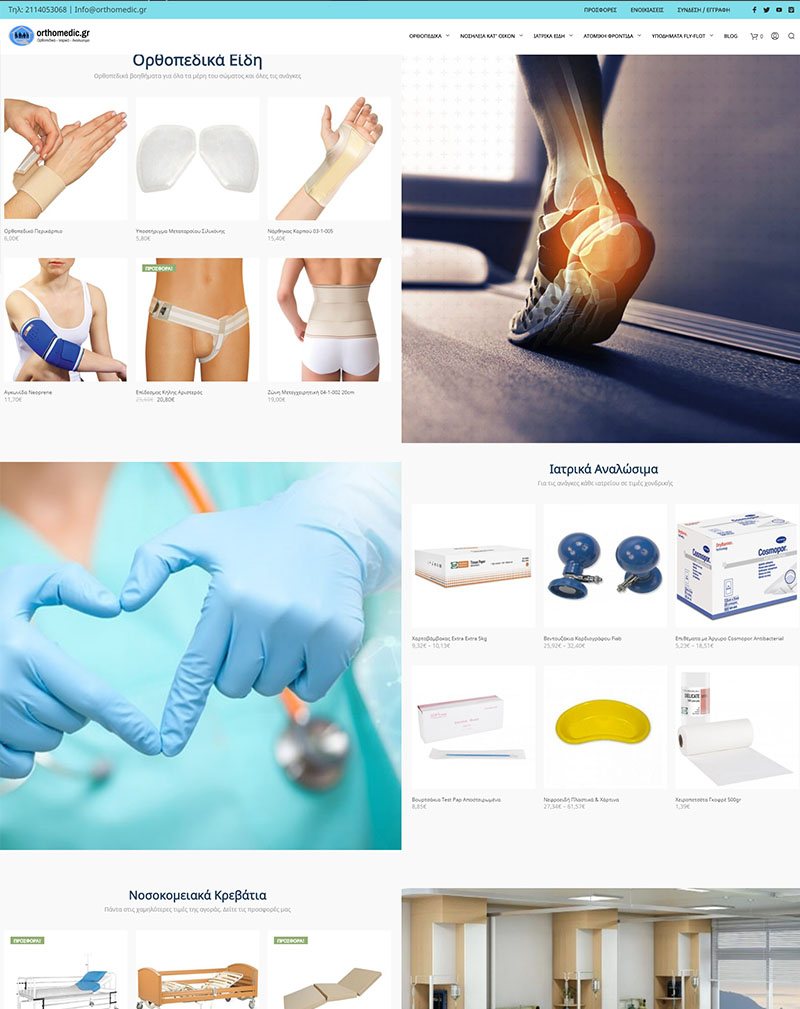 Τηλ: 2114053068 | Info@orthomedic.gr
ΠΡΟΣΦΟΡΕΣ ΕΝΟΙΚΙΑΣΕΙΣ ΣΥΝΔΕΣΗ / ΕΓΓΡΑΦΗ
orthomedic.gr
Ορθοπεδικά - Ιατρικά - Αναλώσιμα
ΟΡΘΟΠΕΔΙΚΑ ΝΟΣΗΛΕΙΑ ΚΑΤ' ΟΙΚΟΝ ΙΑΤΡΙΚΑ ΕΙΔΗ ΑΤΟΜΙΚΗ ΦΡΟΝΤΙΔΑ ΥΠΟΔΗΜΑΤΑ FLY-FLOT BLOG 0
Ορθοπεδικά Είδη
Ορθοπεδικά βοηθήματα για όλα τα μέρη του σώματος και όλες τις ανάγκες
Ορθοπεδικό Περικάρπιο
6,00€
Υποστήριγμα Μεταταρσίου Σιλικόνης
5,80€
Νάρθηκας Καρπού 03-1-005
15,40€
ΠΡΟΣΦΟΡΑ!
Αγκωνίδα Neoprene
11,70€
Επίδεσμος Κήλης Αριστερός
20,80€
Ζώνη Μετεγχειρητική 04-1-002 20cm
19,00€
Ιατρικά Αναλώσιμα
Για τις ανάγκες κάθε ιατρείου σε τιμές χονδρικής
Cosmopor.
Χαρτοβάμβακας Extra Extra 5kg
9,32€ – 10,13€
Βεντουζάκια Καρδιογράφου Fiab
25,92€ – 32,40€
Επιθέματα με Άργυρο Cosmopor Antibacterial
5,23€ – 18,51€
DELICATE
Βουρτσάκια Test Pap Αποστειρωμένα
8,85€
Νεφροειδή Πλαστικά & Χάρτινα
27,34€ – 61,57€
Χειροπετσέτα Γκοφρέ 500gr
1,39€
Νοσοκομειακά Κρεβάτια
Πάντα στις χαμηλότερες τιμές της αγοράς. Δείτε τις προσφορές μας
ΠΡΟΣΦΟΡΑ!
ΠΡΟΣΦΟΡΑ!